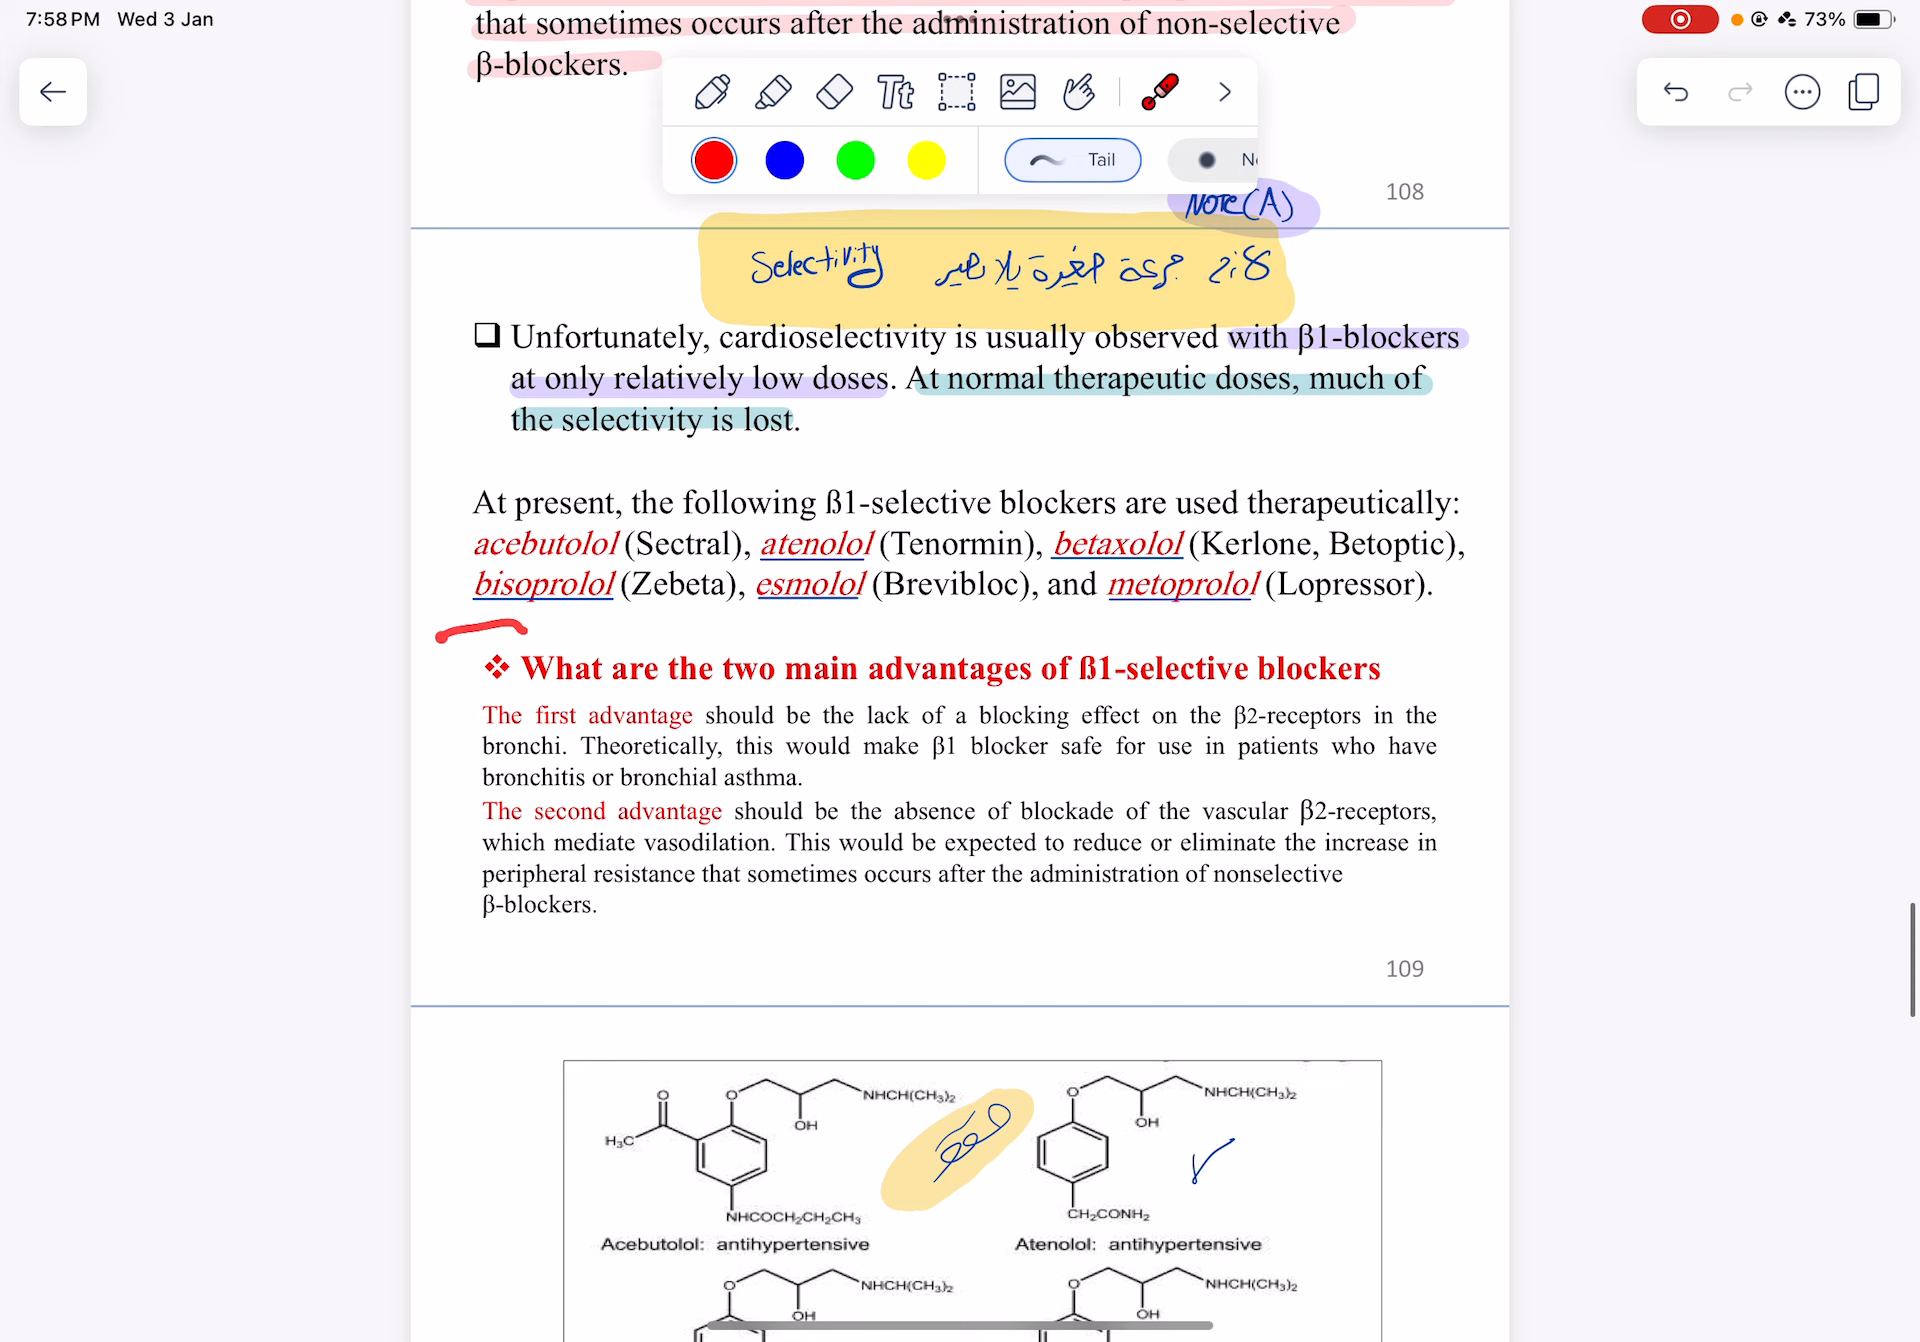 7:58 PM Wed 3 Jan
73%
that sometimes occurs after the administration of non-selective
β-blockers.
Tt
Tail
Note (A)
108
Selectivity
جرعة صغيرة بلا
❑ Unfortunately, cardioselectivity is usually observed with β1-blockers
at only relatively low doses. At normal therapeutic doses, much of
the selectivity is lost.
At present, the following ß1-selective blockers are used therapeutically:
acebutolol (Sectral), atenolol (Tenormin), betaxolol (Kerlone, Betoptic),
bisoprolol (Zebeta), esmolol (Brevibloc), and metoprolol (Lopressor).
❖ What are the two main advantages of ß1-selective blockers
The first advantage should be the lack of a blocking effect on the β2-receptors in the
bronchi. Theoretically, this would make β1 blocker safe for use in patients who have
bronchitis or bronchial asthma.
The second advantage should be the absence of blockade of the vascular β2-receptors,
which mediate vasodilation. This would be expected to reduce or eliminate the increase in
peripheral resistance that sometimes occurs after the administration of nonselective
β-blockers.
109
O NHCH(CH₃)₂ O NHCH(CH₃)₂
O OH OH
H₃C
NHCOCH₂CH₂CH₃ CH₂CONH₂
Acebutolol: antihypertensive Atenolol: antihypertensive
O NHCH(CH₃)₂ O NHCH(CH₃)₂
OH OH